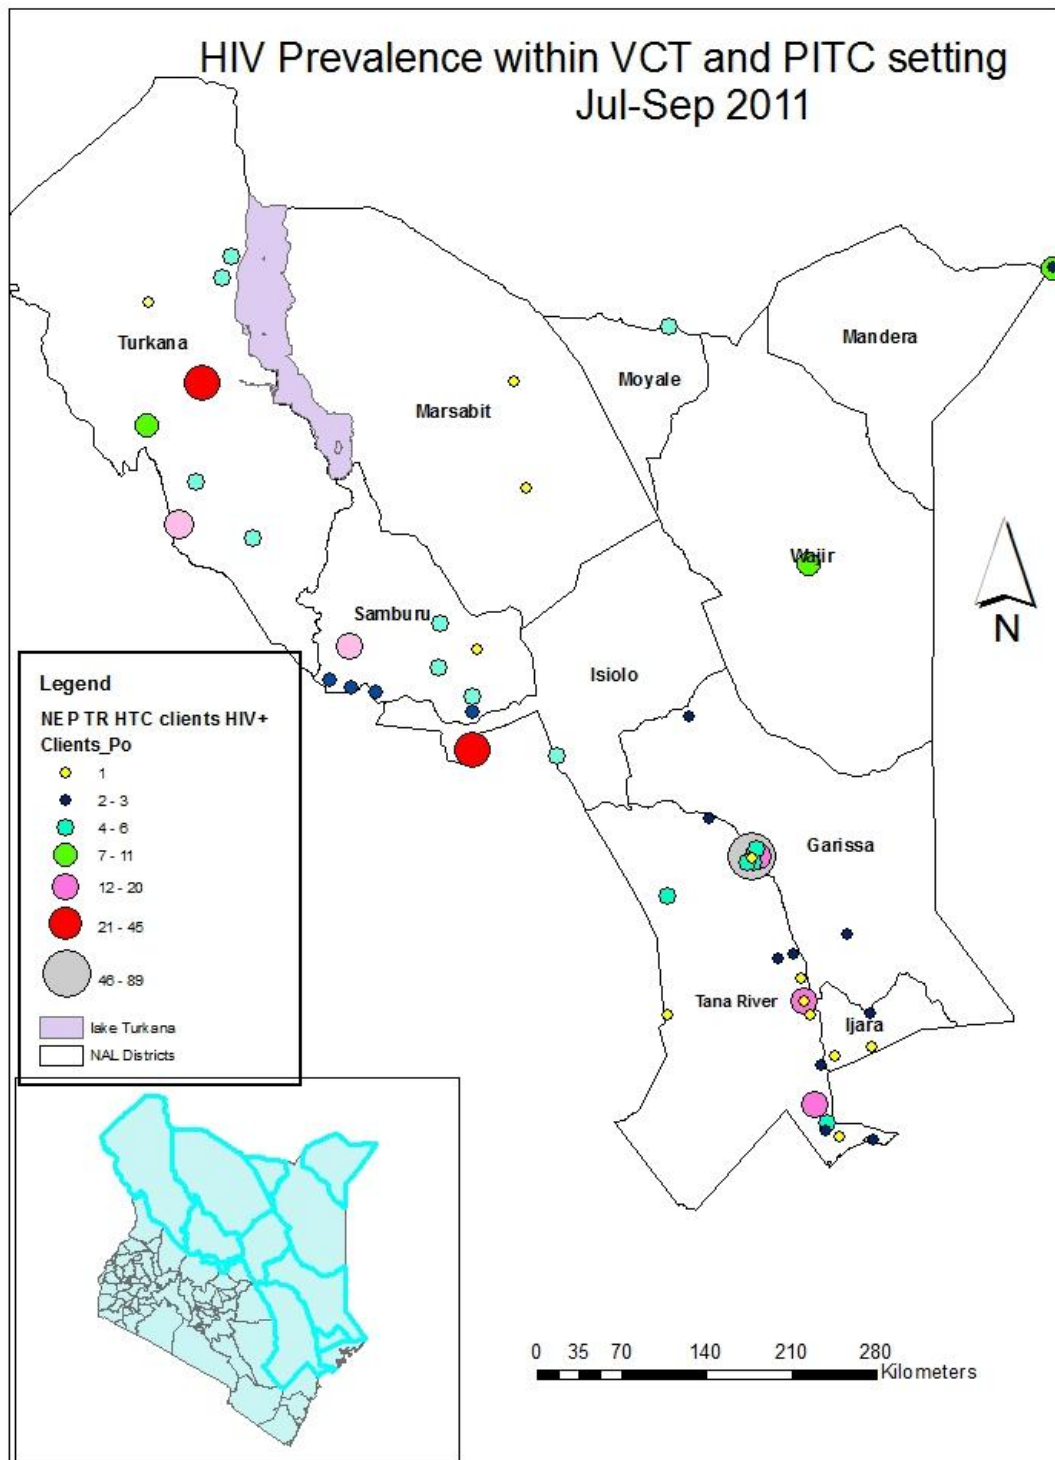 HIV Prevalence within VCT and PITC setting
Jul-Sep 2011
Turkana
Marsabit
Moyale
Mandera
Wajir
Samburu
Isiolo
Garissa
Tana River
Ijara
N
Legend
NEP TR HTC clients HIV+
Clients_Po
1
2 - 3
4 - 6
7 - 11
12 - 20
21 - 45
46 - 89
lake Turkana
NAL Districts
0 35 70 140 210 280
Kilometers